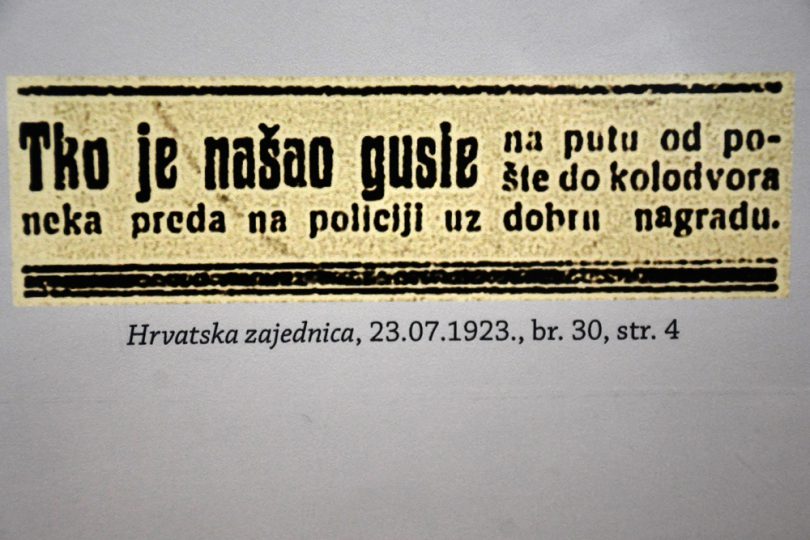 Tko je našao gusle na putu od po-
šte do kolodvora
neka preda na policiji uz dobru nagradu.
Hrvatska zajednica, 23.07.1923., br. 30, str. 4